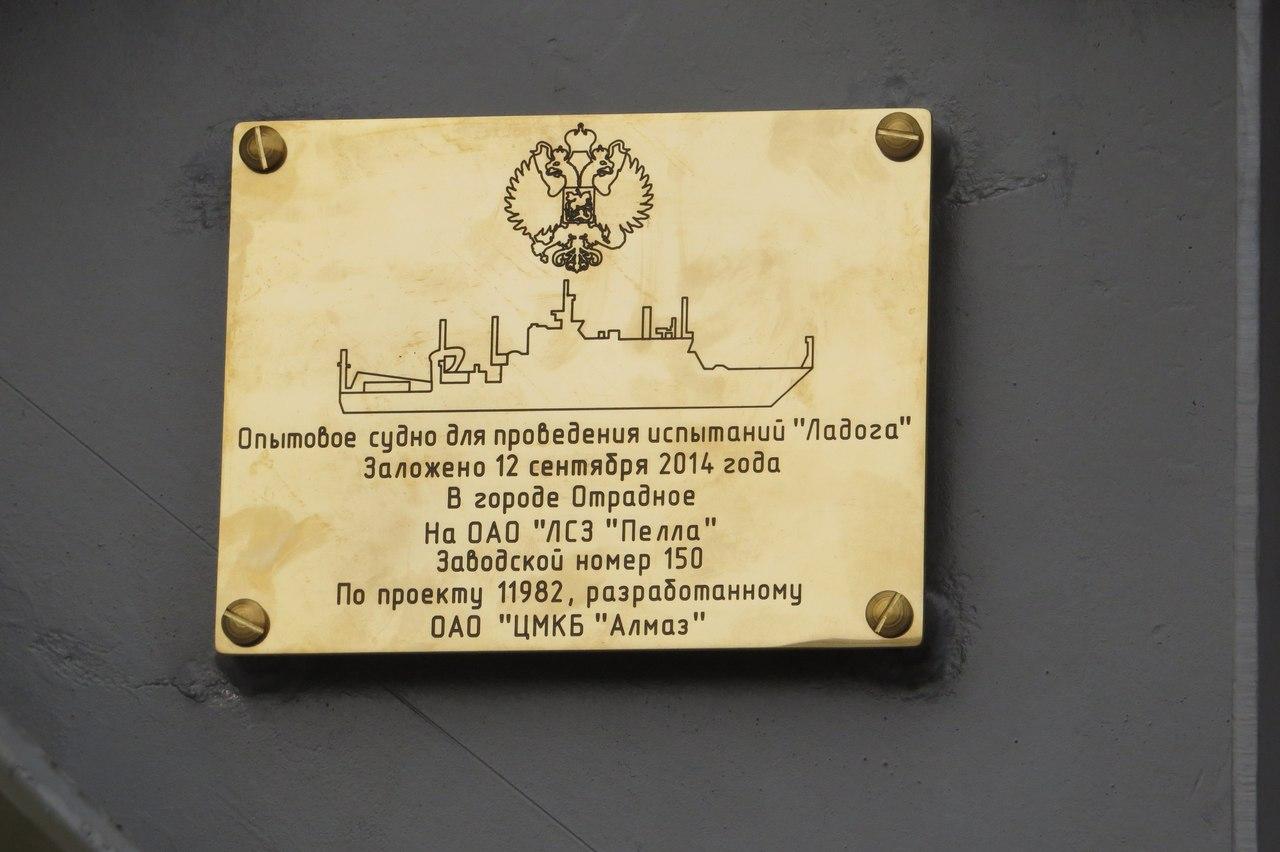 Опытовое судно для проведения испытаний "Ладога"
Заложено 12 сентября 2014 года
В городе Отрадное
На ОАО "ЛСЗ "Пелла"
Заводской номер 150
По проекту 11982, разработанному
ОАО "ЦМКБ "Алмаз"